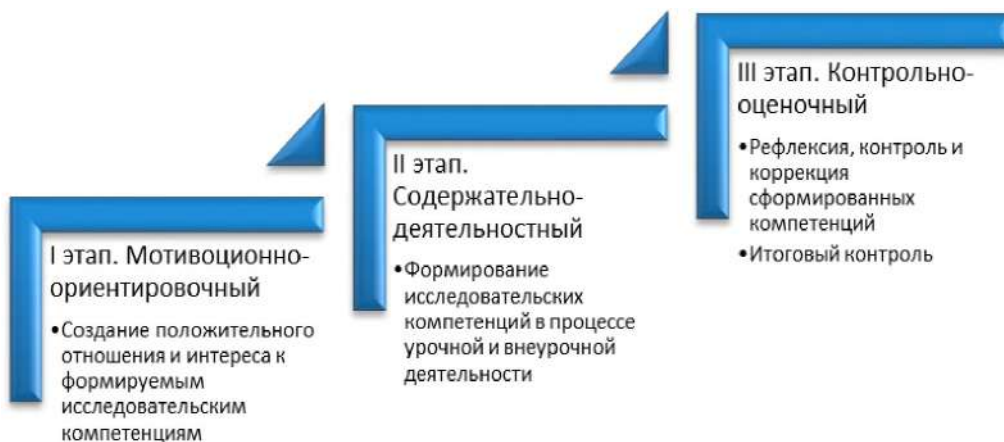 I этап. Мотивоционно-
ориентировочный
•Создание положительного
отношения и интереса к
формируемым
исследовательским
компетенциям
II этап.
Содержательно-
деятельностный
•Формирование
исследовательских
компетенций в процессе
урочной и внеурочной
деятельности
III этап. Контрольно-
оценочный
•Рефлексия, контроль и
коррекция
сформированных
компетенций
•Итоговый контроль